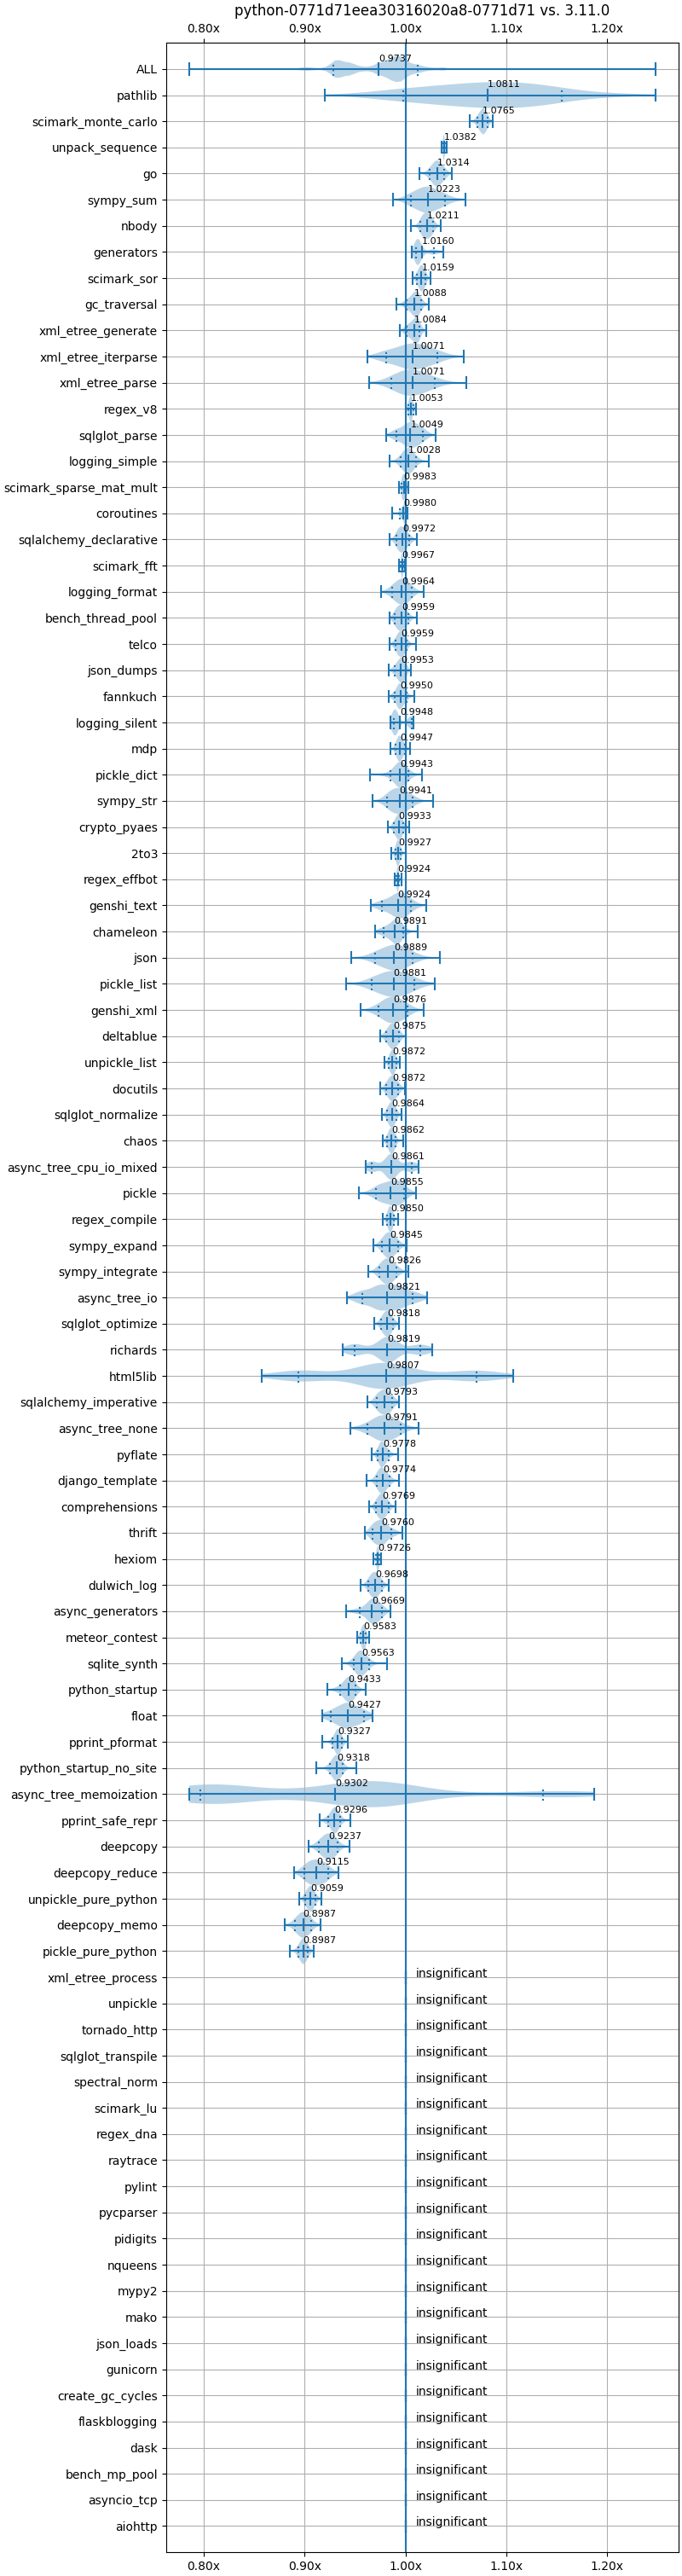 python-0771d71eea30316020a8-0771d71 vs. 3.11.0
0.80x 0.90x 1.00x 1.10x 1.20x
ALL 0.9737
pathlib 1.0811
scimark_monte_carlo 1.0765
unpack_sequence 1.0382
go 1.0314
sympy_sum 1.0223
nbody 1.0211
generators 1.0160
scimark_sor 1.0159
gc_traversal 1.0088
xml_etree_generate 1.0084
xml_etree_iterparse 1.0071
xml_etree_parse 1.0071
regex_v8 1.0053
sqlglot_parse 1.0049
logging_simple 1.0028
scimark_sparse_mat_mult 0.9983
coroutines 0.9980
sqlalchemy_declarative 0.9972
scimark_fft 0.9967
logging_format 0.9964
bench_thread_pool 0.9959
telco 0.9959
json_dumps 0.9953
fannkuch 0.9950
logging_silent 0.9948
mdp 0.9947
pickle_dict 0.9943
sympy_str 0.9941
crypto_pyaes 0.9933
2to3 0.9927
regex_effbot 0.9924
genshi_text 0.9924
chameleon 0.9891
json 0.9889
pickle_list 0.9881
genshi_xml 0.9876
deltablue 0.9875
unpickle_list 0.9872
docutils 0.9872
sqlglot_normalize 0.9864
chaos 0.9862
async_tree_cpu_io_mixed 0.9861
pickle 0.9855
regex_compile 0.9850
sympy_expand 0.9845
sympy_integrate 0.9826
async_tree_io 0.9821
sqlglot_optimize 0.9818
richards 0.9819
html5lib 0.9807
sqlalchemy_imperative 0.9793
async_tree_none 0.9791
pyflate 0.9778
django_template 0.9774
comprehensions 0.9769
thrift 0.9760
hexiom 0.9726
dulwich_log 0.9698
async_generators 0.9669
meteor_contest 0.9583
sqlite_synth 0.9563
python_startup 0.9433
float 0.9427
pprint_pformat 0.9327
python_startup_no_site 0.9318
async_tree_memoization 0.9302
pprint_safe_repr 0.9296
deepcopy 0.9237
deepcopy_reduce 0.9115
unpickle_pure_python 0.9059
deepcopy_memo 0.8987
pickle_pure_python 0.8987
xml_etree_process insignificant
unpickle insignificant
tornado_http insignificant
sqlglot_transpile insignificant
spectral_norm insignificant
scimark_lu insignificant
regex_dna insignificant
raytrace insignificant
pylint insignificant
pycparser insignificant
pidigits insignificant
nqueens insignificant
mypy2 insignificant
mako insignificant
json_loads insignificant
gunicorn insignificant
create_gc_cycles insignificant
flaskblogging insignificant
dask insignificant
bench_mp_pool insignificant
asyncio_tcp insignificant
aiohttp insignificant
0.80x 0.90x 1.00x 1.10x 1.20x